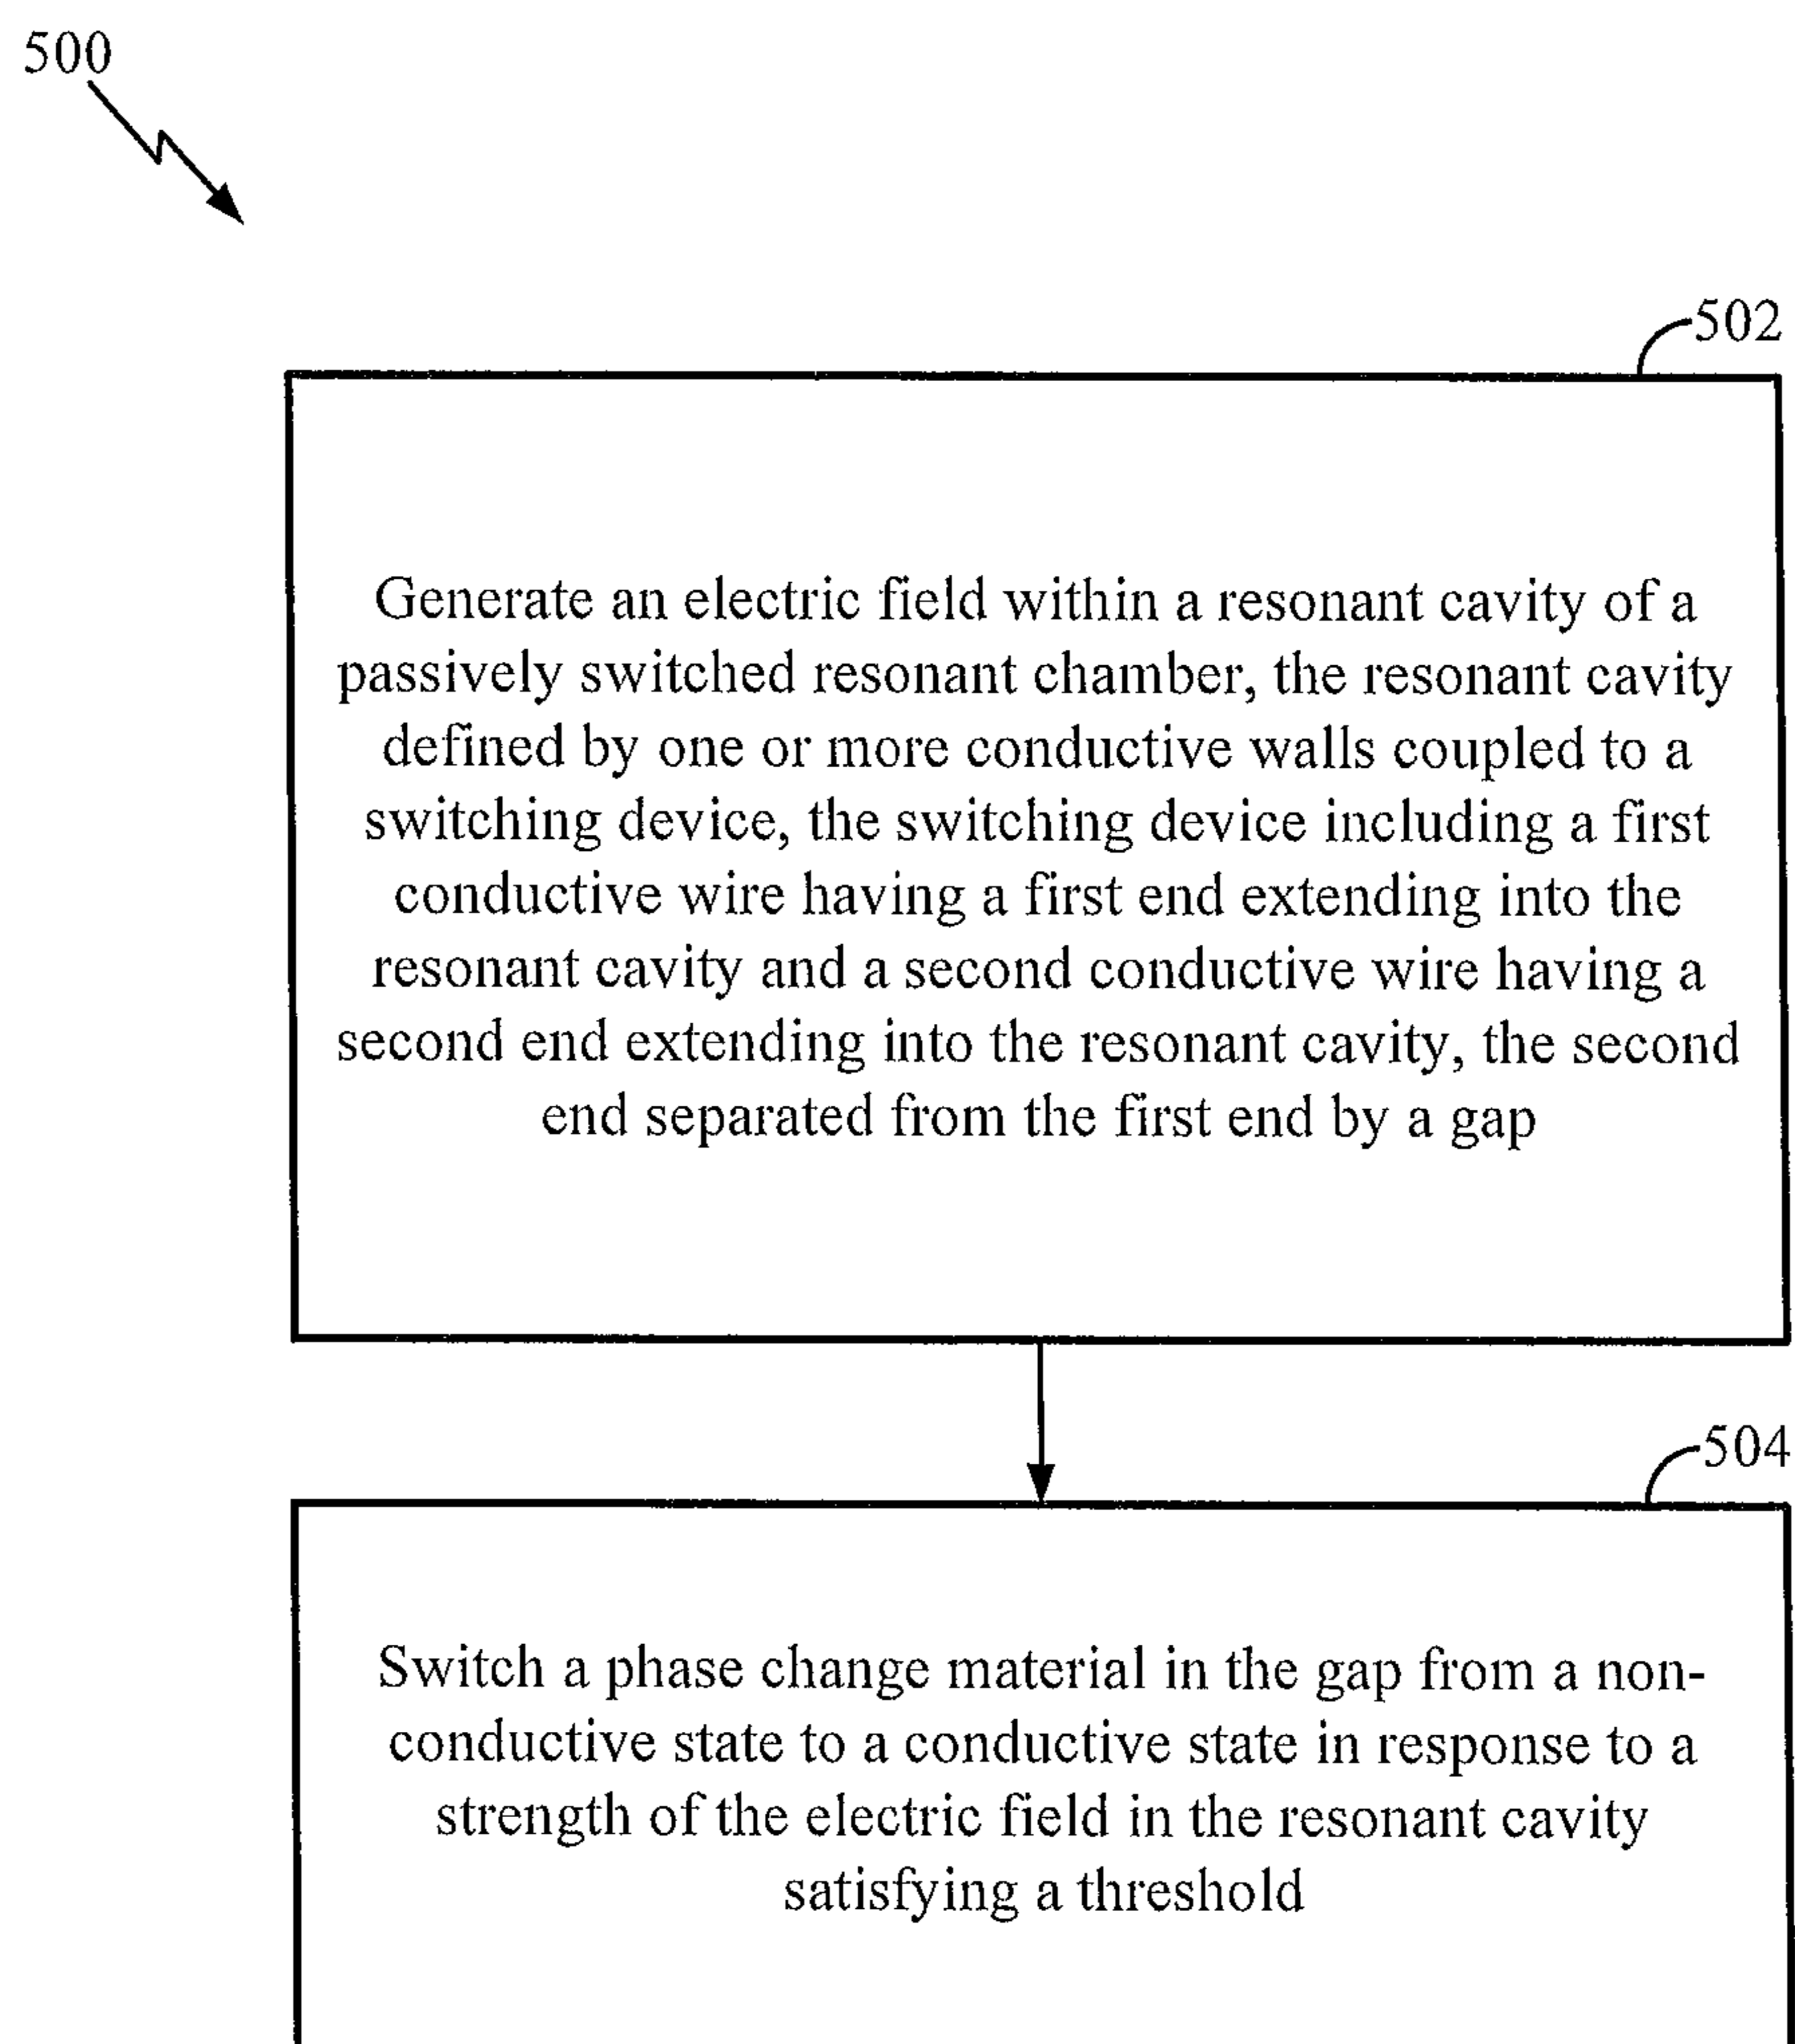 500
502
Generate an electric field within a resonant cavity of a
passively switched resonant chamber, the resonant cavity
defined by one or more conductive walls coupled to a
switching device, the switching device including a first
conductive wire having a first end extending into the
resonant cavity and a second conductive wire having a
second end extending into the resonant cavity, the second
end separated from the first end by a gap
504
Switch a phase change material in the gap from a non-
conductive state to a conductive state in response to a
strength of the electric field in the resonant cavity
satisfying a threshold